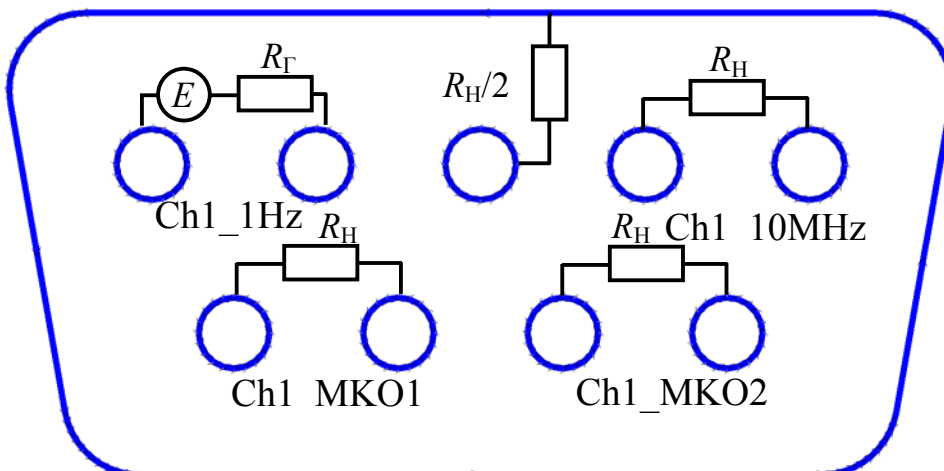 R_Г
E
R_Н/2
R_Н
Ch1_1Hz
R_Н
R_Н
Ch1 10MHz
Ch1 MKO1
Ch1_MKO2